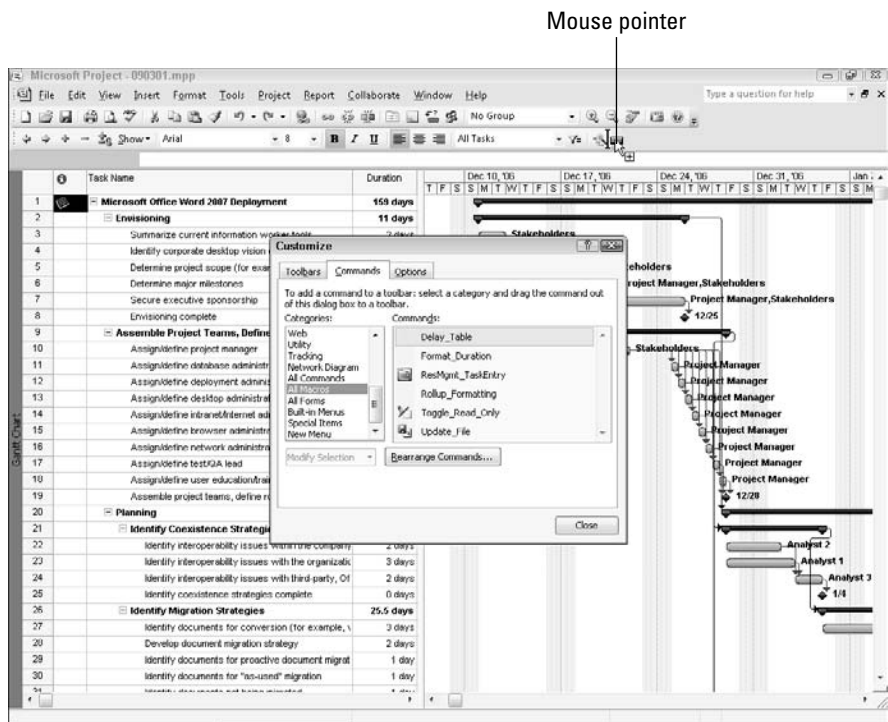 Mouse pointer
Microsoft Project - 090301.mpp
File Edit View Insert Format Tools Project Report Collaborate Window Help
Type a question for help
No Group
Show Arial 8 B I U All Tasks
Task Name Duration
Dec 10, '06 Dec 17, '06 Dec 24, '06 Dec 31, '06 Jan
T F S S M T W T F S S M T W T F S S M T W T F S S M T W T F S S M
1 Microsoft Office Word 2007 Deployment 159 days
2 Envisioning 11 days
3 Summarize current information worker tools 2 days Stakeholders
4 Identify corporate desktop vision
5 Determine project scope (for exam eholders
6 Determine major milestones roject Manager,Stakeholders
7 Secure executive sponsorship Project Manager,Stakeholders
8 Envisioning complete 12/25
9 Assemble Project Teams, Define
10 Assign/define project manager Stakeholders
11 Assign/define database administr Project Manager
12 Assign/define deployment adminis Project Manager
13 Assign/define desktop administrat Project Manager
14 Assign/define intranet/Internet adm Project Manager
15 Assign/define browser administra Project Manager
16 Assign/define network administra Project Manager
17 Assign/define test/QA lead Project Manager
18 Assign/define user education/trai Project Manager
19 Assemble project teams, define ro 12/28
20 Planning
21 Identify Coexistence Strategi
22 Identify interoperability issues within the company 2 days Analyst 2
23 Identify interoperability issues with the organizatic 3 days Analyst 1
24 Identify interoperability issues with third-party, Of 2 days Analyst 3
25 Identify coexistence strategies complete 0 days 1/4
26 Identify Migration Strategies 25.5 days
27 Identify documents for conversion (for example, v 3 days
28 Develop document migration strategy 2 days
29 Identify documents for proactive document migrat 1 day
30 Identify documents for "as-used" migration 1 day
31
Gantt Chart
Customize
Toolbars Commands Options
To add a command to a toolbar: select a category and drag the command out
of this dialog box to a toolbar.
Categories: Commands:
Web
Utility
Tracking
Network Diagram
All Commands
All Macros
All Forms
Built-in Menus
Special Items
New Menu
Delay_Table
Format_Duration
ResMgmt_TaskEntry
Rollup_Formatting
Toggle_Read_Only
Update_File
Modify Selection Rearrange Commands...
Close